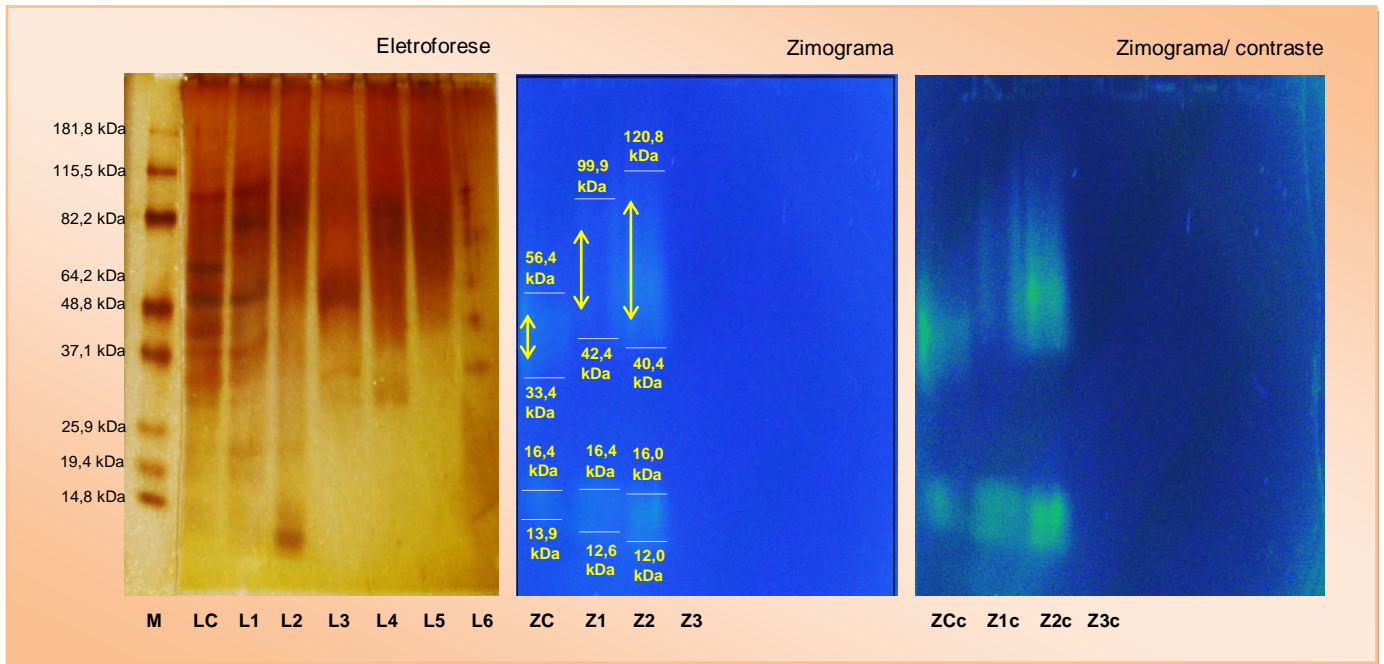 Eletroforese
Zimograma
Zimograma/ contraste
181,8 kDa
115,5 kDa
82,2 kDa
64,2 kDa
48,8 kDa
37,1 kDa
25,9 kDa
19,4 kDa
14,8 kDa
56,4
kDa
33,4
kDa
16,4
kDa
13,9
kDa
99,9
kDa
42,4
kDa
16,4
kDa
12,6
kDa
120,8
kDa
40,4
kDa
16,0
kDa
12,0
kDa
M LC L1 L2 L3 L4 L5 L6
ZC Z1 Z2 Z3
ZCc Z1c Z2c Z3c